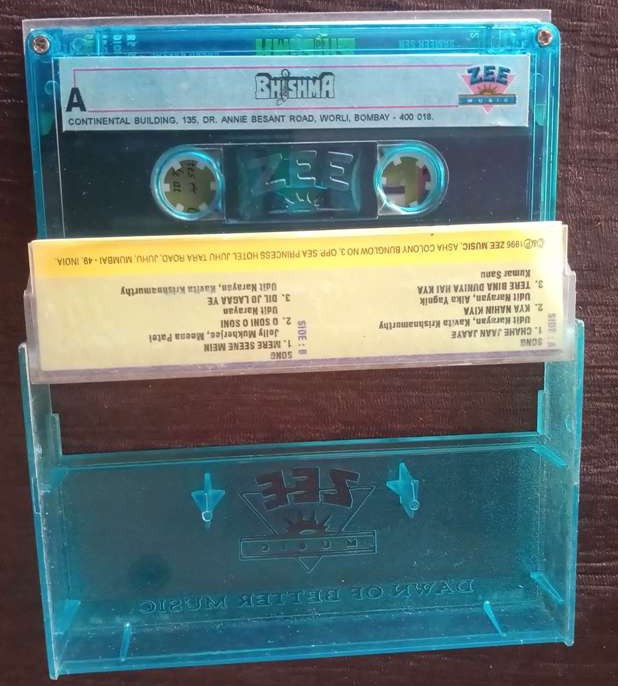 A
BHISHMA
ZEE
MUSIC
CONTINENTAL BUILDING, 135, DR. ANNIE BESANT ROAD, WORLI, BOMBAY - 400 018.
ZEE
SONG
SIDE : A
1. CHAHE JAAN JAAYE
Udit Narayan, Kavita Krishnamurthy
2. KYA NAHIN KIYA
Udit Narayan, Alka Yagnik
3. TERE BINA DUNIYA HAI KYA
Kumar Sanu
SONG
SIDE : B
1. MERE SEENE MEIN
Jolly Mukherjee, Meena Patel
2. O SONI O SONI
Udit Narayan
3. DIL JO LAGAA YE
Udit Narayan, Kavita Krishnamurthy
1996 ZEE MUSIC, ASHA COLONY BUNGLOW NO 3, OPP. SEA PRINCESS HOTEL JUHU TARA ROAD, JUHU, MUMBAI - 49. INDIA.
ZEE
MUSIC
DAWN OF BETTER MUSIC